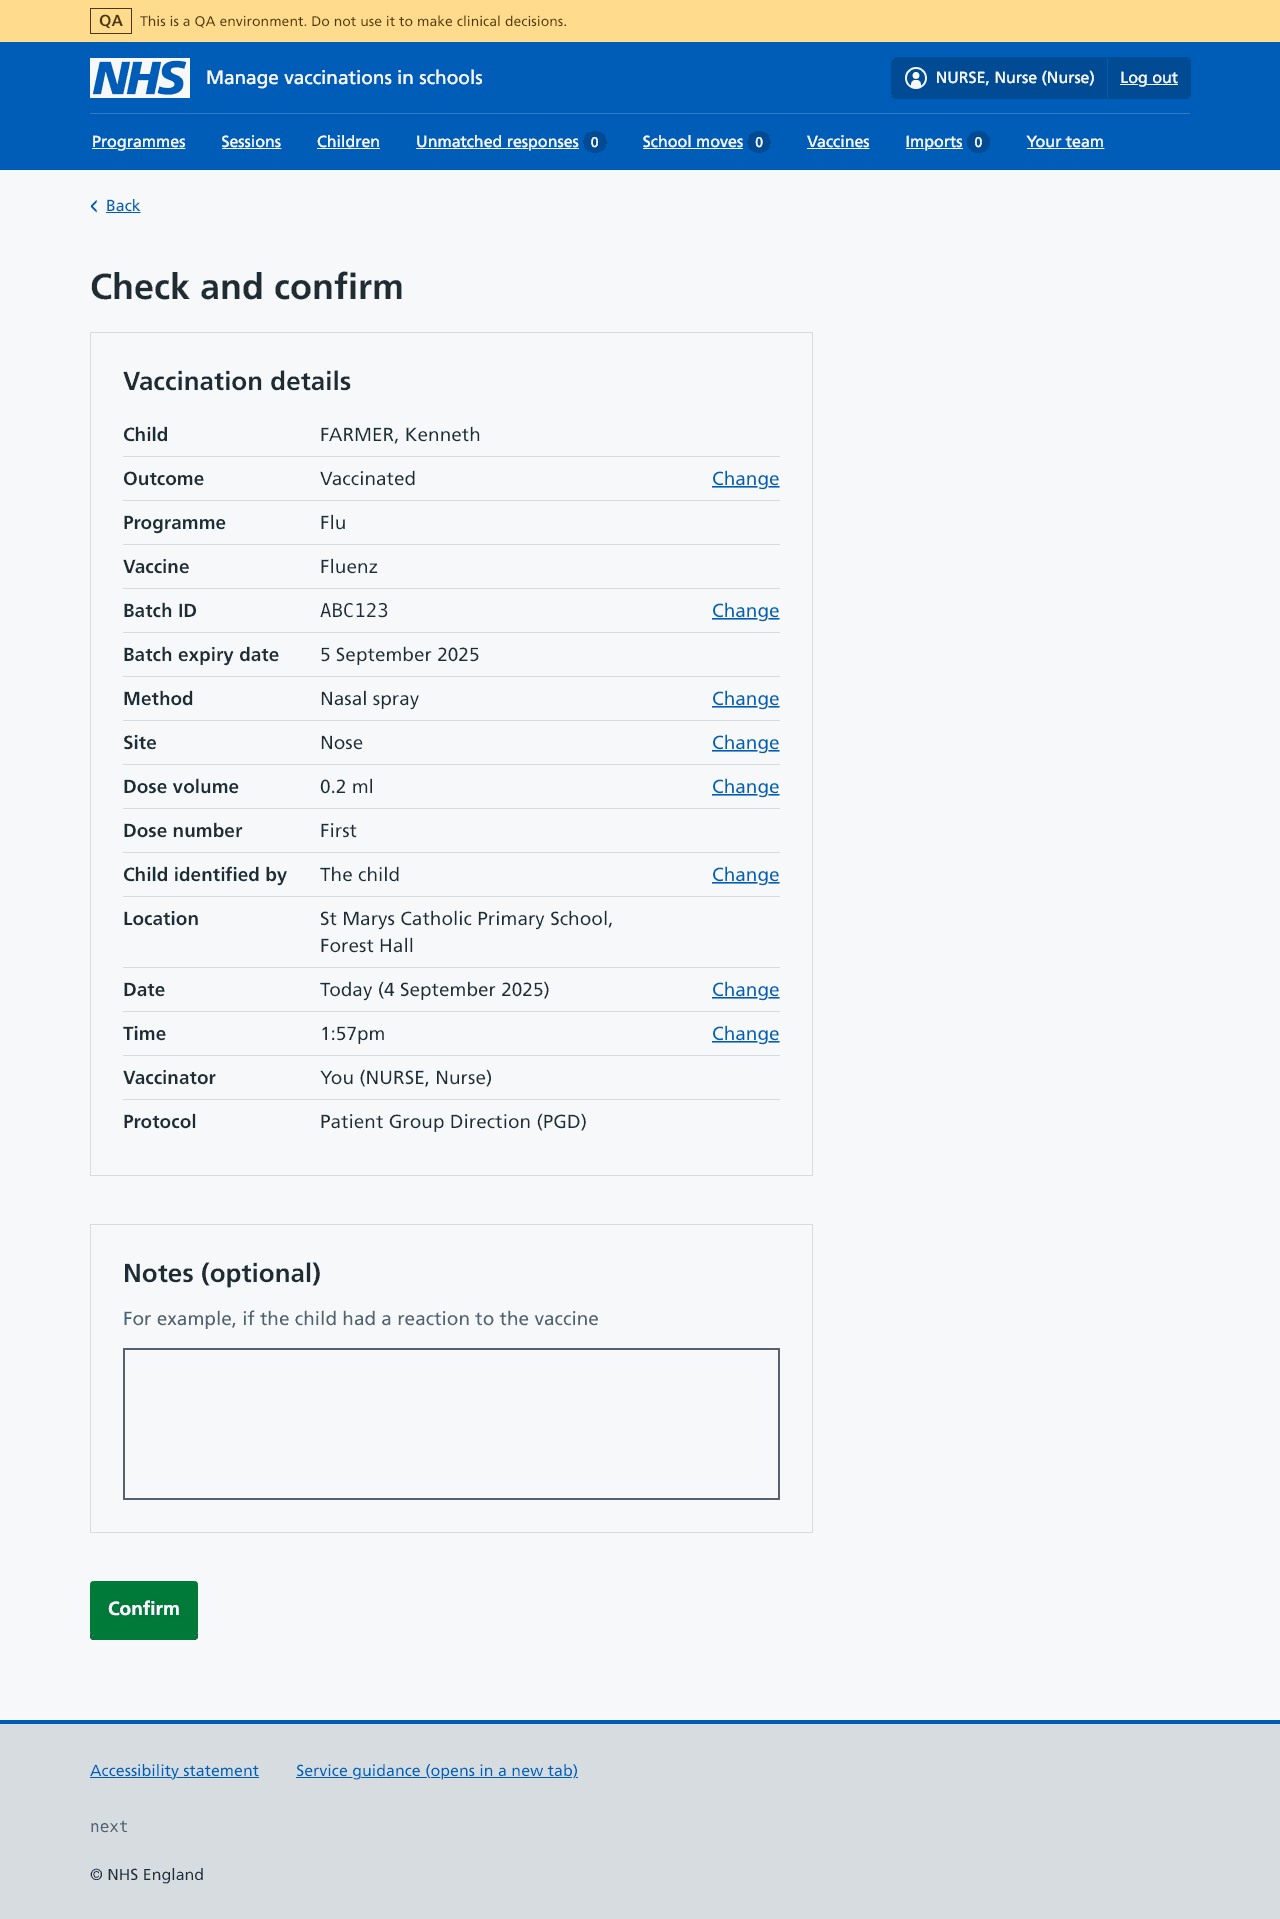 QA This is a QA environment. Do not use it to make clinical decisions.
NHS Manage vaccinations in schools NURSE, Nurse (Nurse) Log out
Programmes Sessions Children Unmatched responses 0 School moves 0 Vaccines Imports 0 Your team
Back
Check and confirm
Vaccination details
Child FARMER, Kenneth
Outcome Vaccinated Change
Programme Flu
Vaccine Fluenz
Batch ID ABC123 Change
Batch expiry date 5 September 2025
Method Nasal spray Change
Site Nose Change
Dose volume 0.2 ml Change
Dose number First
Child identified by The child Change
Location St Marys Catholic Primary School,
Forest Hall
Date Today (4 September 2025) Change
Time 1:57pm Change
Vaccinator You (NURSE, Nurse)
Protocol Patient Group Direction (PGD)
Notes (optional)
For example, if the child had a reaction to the vaccine
Confirm
Accessibility statement Service guidance (opens in a new tab)
next
© NHS England